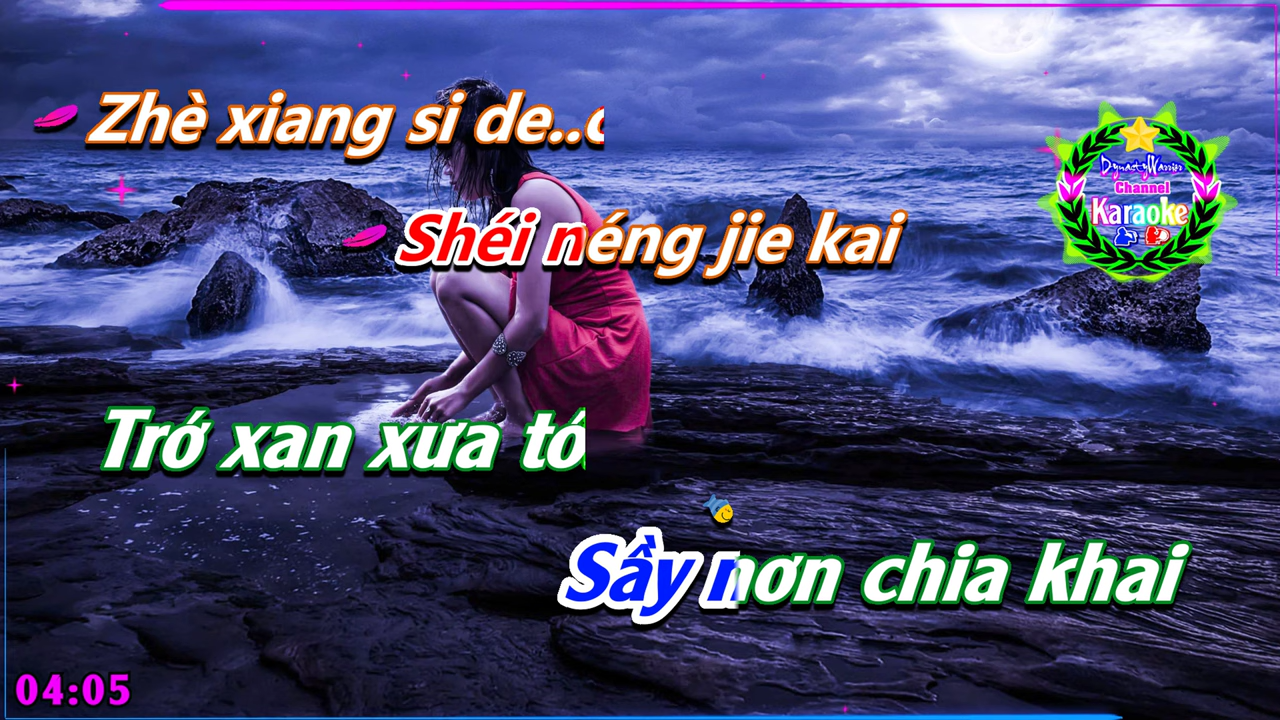 Zhè xiang si de..
Shéi néng jie kai
Trớ xan xưa tó
Sầy nơn chia khai
DynastyWarrior
Channel
Karaoke
04:05